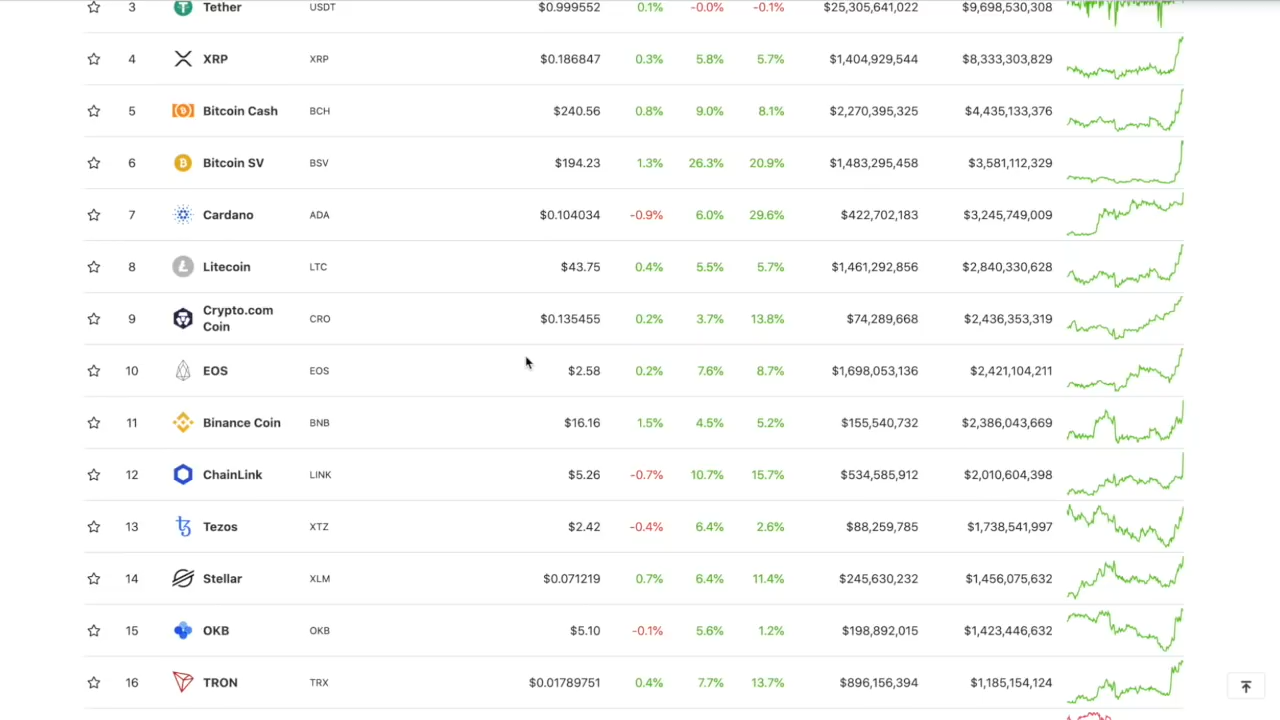 3 Tether USDT $0.999552 0.1% -0.0% -0.1% $25,305,641,022 $9,698,530,308
4 XRP XRP $0.186847 0.3% 5.8% 5.7% $1,404,929,544 $8,333,303,829
5 Bitcoin Cash BCH $240.56 0.8% 9.0% 8.1% $2,270,395,325 $4,435,133,376
6 Bitcoin SV BSV $194.23 1.3% 26.3% 20.9% $1,483,295,458 $3,581,112,329
7 Cardano ADA $0.104034 -0.9% 6.0% 29.6% $422,702,183 $3,245,749,009
8 Litecoin LTC $43.75 0.4% 5.5% 5.7% $1,461,292,856 $2,840,330,628
9 Crypto.com
Coin CRO $0.135455 0.2% 3.7% 13.8% $74,289,668 $2,436,353,319
10 EOS EOS $2.58 0.2% 7.6% 8.7% $1,698,053,136 $2,421,104,211
11 Binance Coin BNB $16.16 1.5% 4.5% 5.2% $155,540,732 $2,386,043,669
12 ChainLink LINK $5.26 -0.7% 10.7% 15.7% $534,585,912 $2,010,604,398
13 Tezos XTZ $2.42 -0.4% 6.4% 2.6% $88,259,785 $1,738,541,997
14 Stellar XLM $0.071219 0.7% 6.4% 11.4% $245,630,232 $1,456,075,632
15 OKB OKB $5.10 -0.1% 5.6% 1.2% $198,892,015 $1,423,446,632
16 TRON TRX $0.01789751 0.4% 7.7% 13.7% $896,156,394 $1,185,154,124